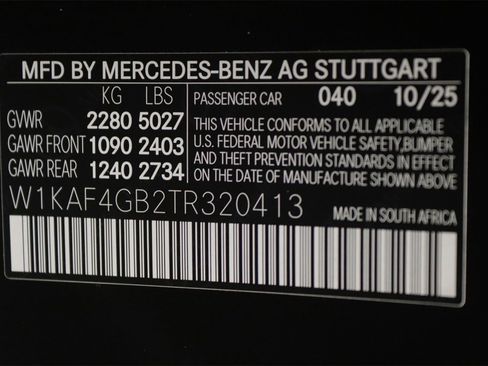 MFD BY MERCEDES-BENZ AG STUTTGART
KG LBS
GVWR 2280 5027
GAWR FRONT 1090 2403
GAWR REAR 1240 2734
PASSENGER CAR 040 10/25
THIS VEHICLE CONFORMS TO ALL APPLICABLE
U.S. FEDERAL MOTOR VEHICLE SAFETY,BUMPER
AND THEFT PREVENTION STANDARDS IN EFFECT
ON THE DATE OF MANUFACTURE SHOWN ABOVE.
W1KAF4GB2TR320413
MADE IN SOUTH AFRICA